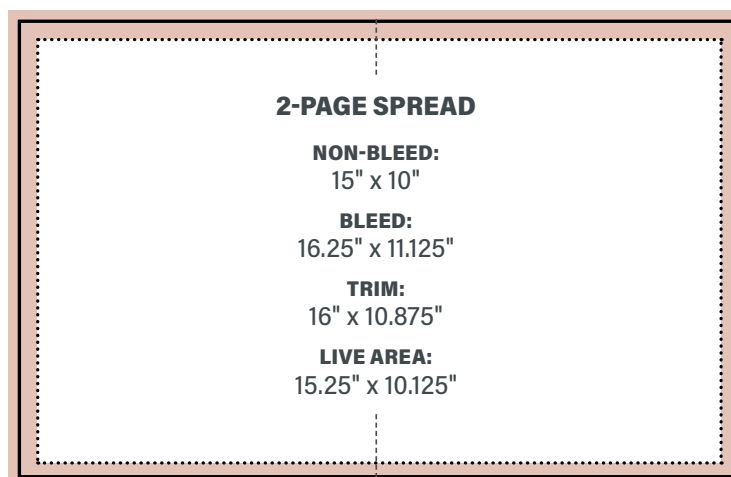 2-PAGE SPREAD
NON-BLEED:
15" x 10"
BLEED:
16.25" x 11.125"
TRIM:
16" x 10.875"
LIVE AREA:
15.25" x 10.125"